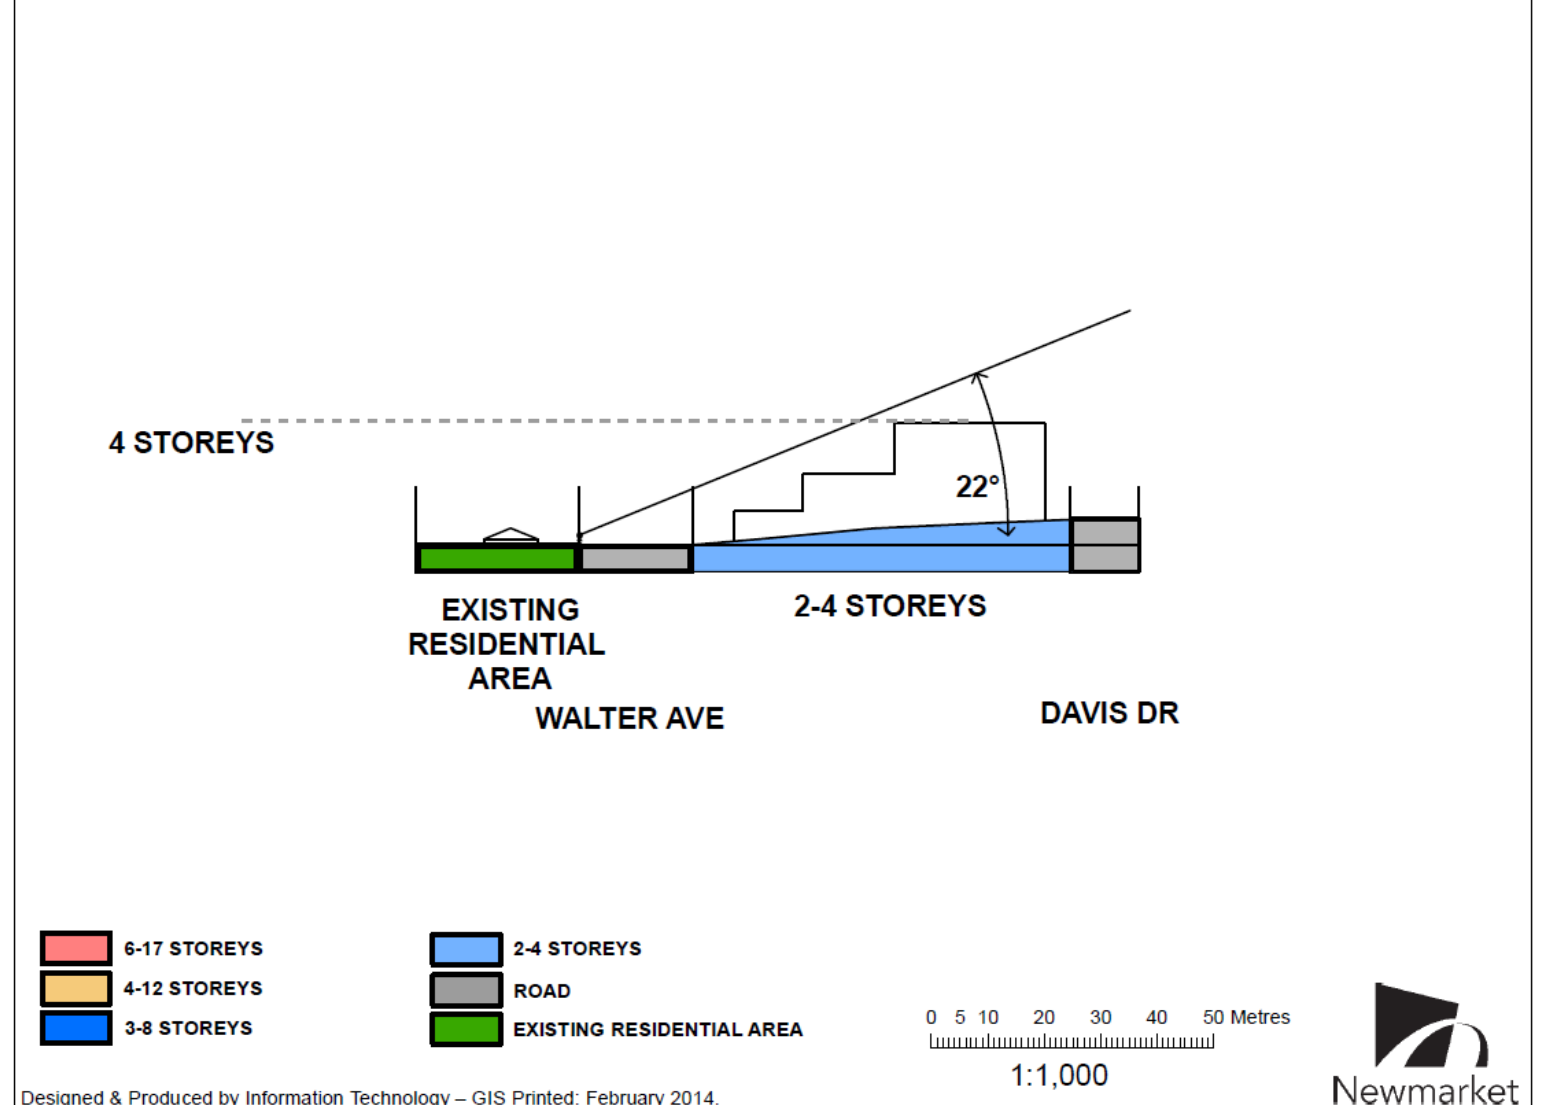 4 STOREYS
22°
EXISTING
RESIDENTIAL
AREA
2-4 STOREYS
WALTER AVE
DAVIS DR
6-17 STOREYS
4-12 STOREYS
3-8 STOREYS
2-4 STOREYS
ROAD
EXISTING RESIDENTIAL AREA
0 5 10 20 30 40 50 Metres
1:1,000
Newmarket
Designed & Produced by Information Technology – GIS Printed: February 2014.